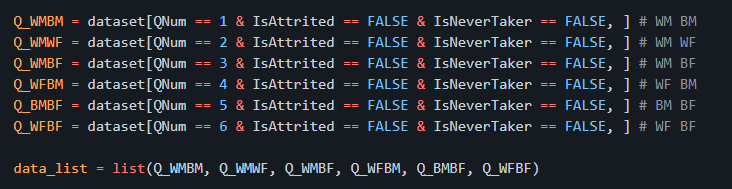 Q_WMBM = dataset[QNum == 1 & IsAttrited == FALSE & IsNeverTaker == FALSE, ] # WM BM
Q_WMWF = dataset[QNum == 2 & IsAttrited == FALSE & IsNeverTaker == FALSE, ] # WM WF
Q_WMBF = dataset[QNum == 3 & IsAttrited == FALSE & IsNeverTaker == FALSE, ] # WM BF
Q_WFBM = dataset[QNum == 4 & IsAttrited == FALSE & IsNeverTaker == FALSE, ] # WF BM
Q_BMBF = dataset[QNum == 5 & IsAttrited == FALSE & IsNeverTaker == FALSE, ] # BM BF
Q_WFBF = dataset[QNum == 6 & IsAttrited == FALSE & IsNeverTaker == FALSE, ] # WF BF
data_list = list(Q_WMBM, Q_WMWF, Q_WMBF, Q_WFBM, Q_BMBF, Q_WFBF)